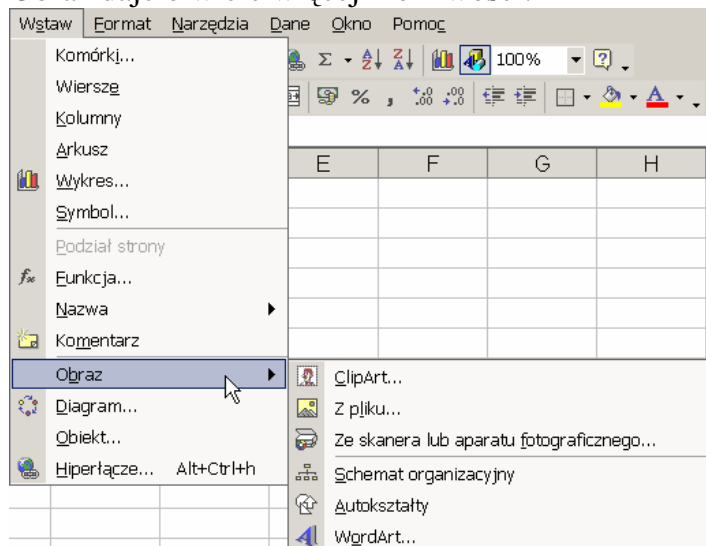 Wstaw Format Narzędzia Dane Okno Pomoc
Komórki...
100%
Wiersze
Kolumny
Arkusz
E F G H
Wykres...
Symbol...
Podział strony
Funkcja...
Nazwa
Komentarz
Obraz
ClipArt...
Diagram...
Z pliku...
Obiekt...
Ze skanera lub aparatu fotograficznego...
Hiperłącze... Alt+Ctrl+h
Schemat organizacyjny
Autokształty
WordArt...